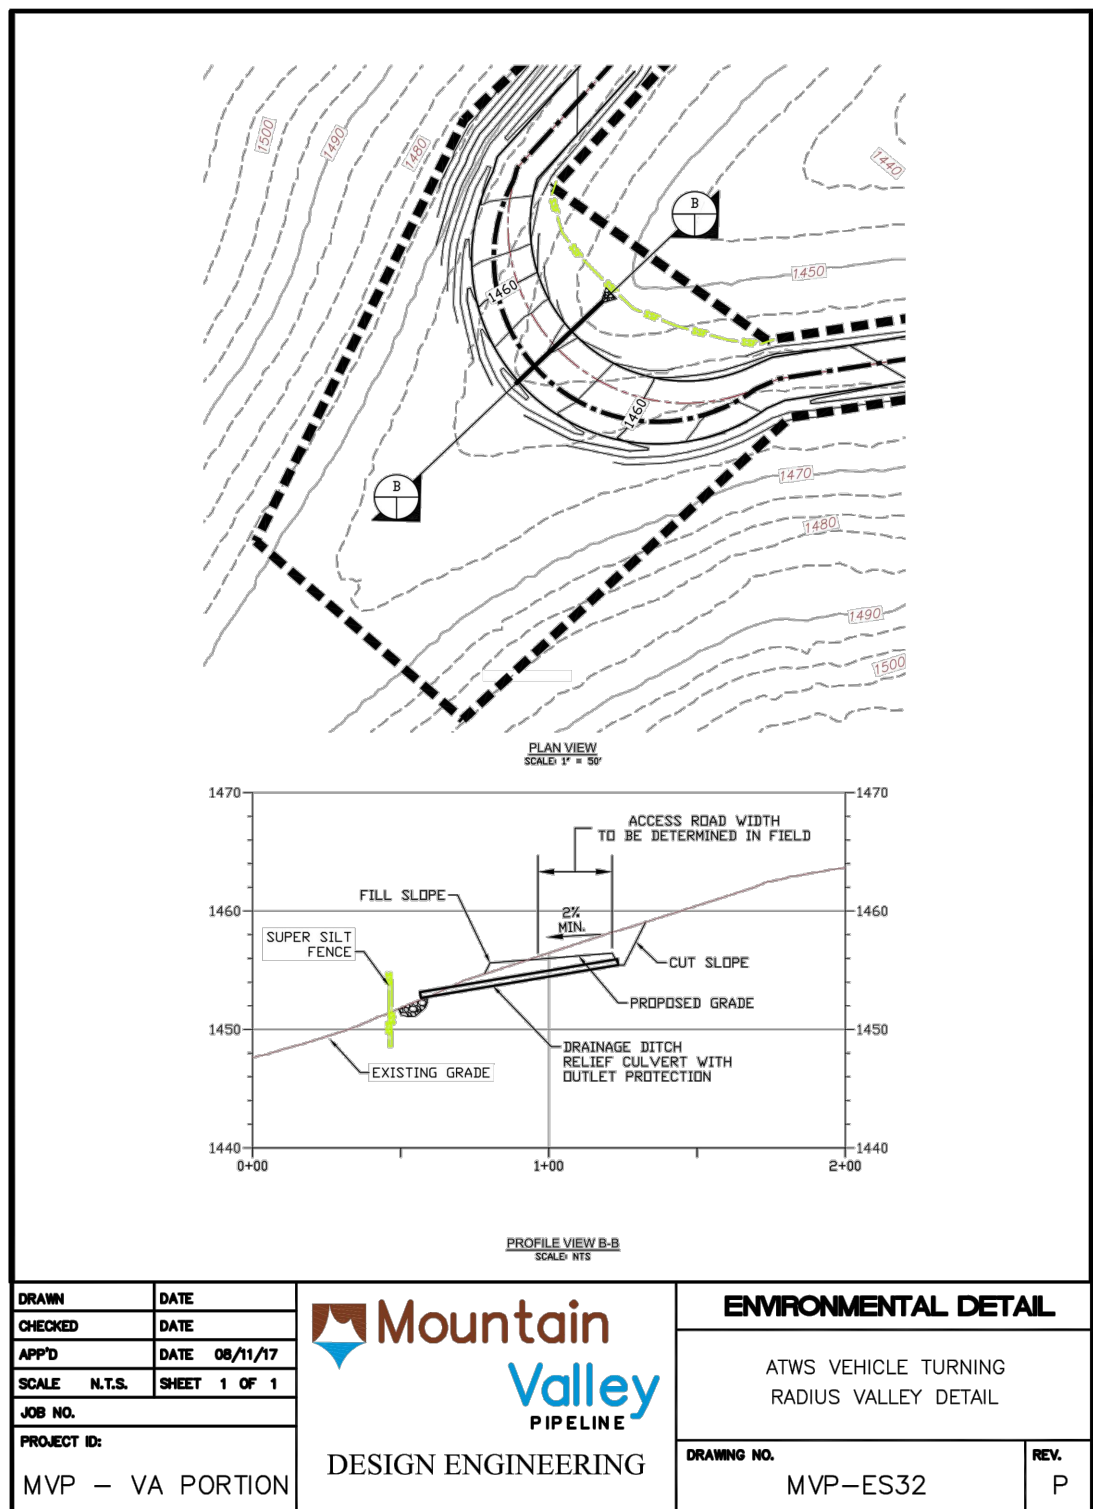 1500
1490
1480
1440
B
1450
1460
1460
B
1470
1480
1490
1500
PLAN VIEW
SCALE: 1" = 50'
1470
1470
ACCESS ROAD WIDTH
TO BE DETERMINED IN FIELD
FILL SLOPE
1460
1460
2%
MIN.
SUPER SILT
FENCE
CUT SLOPE
PROPOSED GRADE
1450
1450
DRAINAGE DITCH
RELIEF CULVERT WITH
OUTLET PROTECTION
EXISTING GRADE
1440
1440
0+00
1+00
2+00
PROFILE VIEW B-B
SCALE: NTS
DRAWN
DATE
CHECKED
DATE
APP'D
DATE 08/11/17
SCALE N.T.S.
SHEET 1 OF 1
JOB NO.
PROJECT ID:
MVP - VA PORTION
Mountain
Valley
PIPELINE
DESIGN ENGINEERING
ENVIRONMENTAL DETAIL
ATWS VEHICLE TURNING
RADIUS VALLEY DETAIL
DRAWING NO.
MVP-ES32
REV.
P